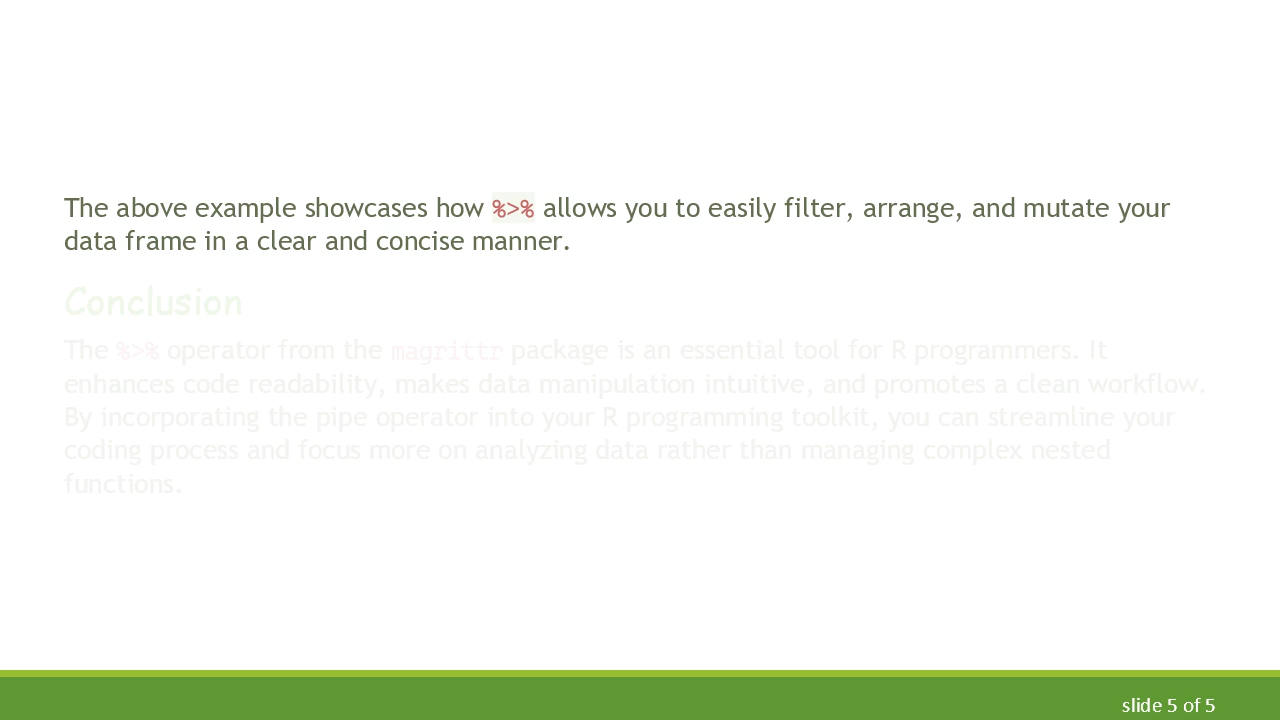 The above example showcases how %>% allows you to easily filter, arrange, and mutate your
data frame in a clear and concise manner.
Conclusion
The %>% operator from the magrittr package is an essential tool for R programmers. It
enhances code readability, makes data manipulation intuitive, and promotes a clean workflow.
By incorporating the pipe operator into your R programming toolkit, you can streamline your
coding process and focus more on analyzing data rather than managing complex nested
functions.
slide 5 of 5